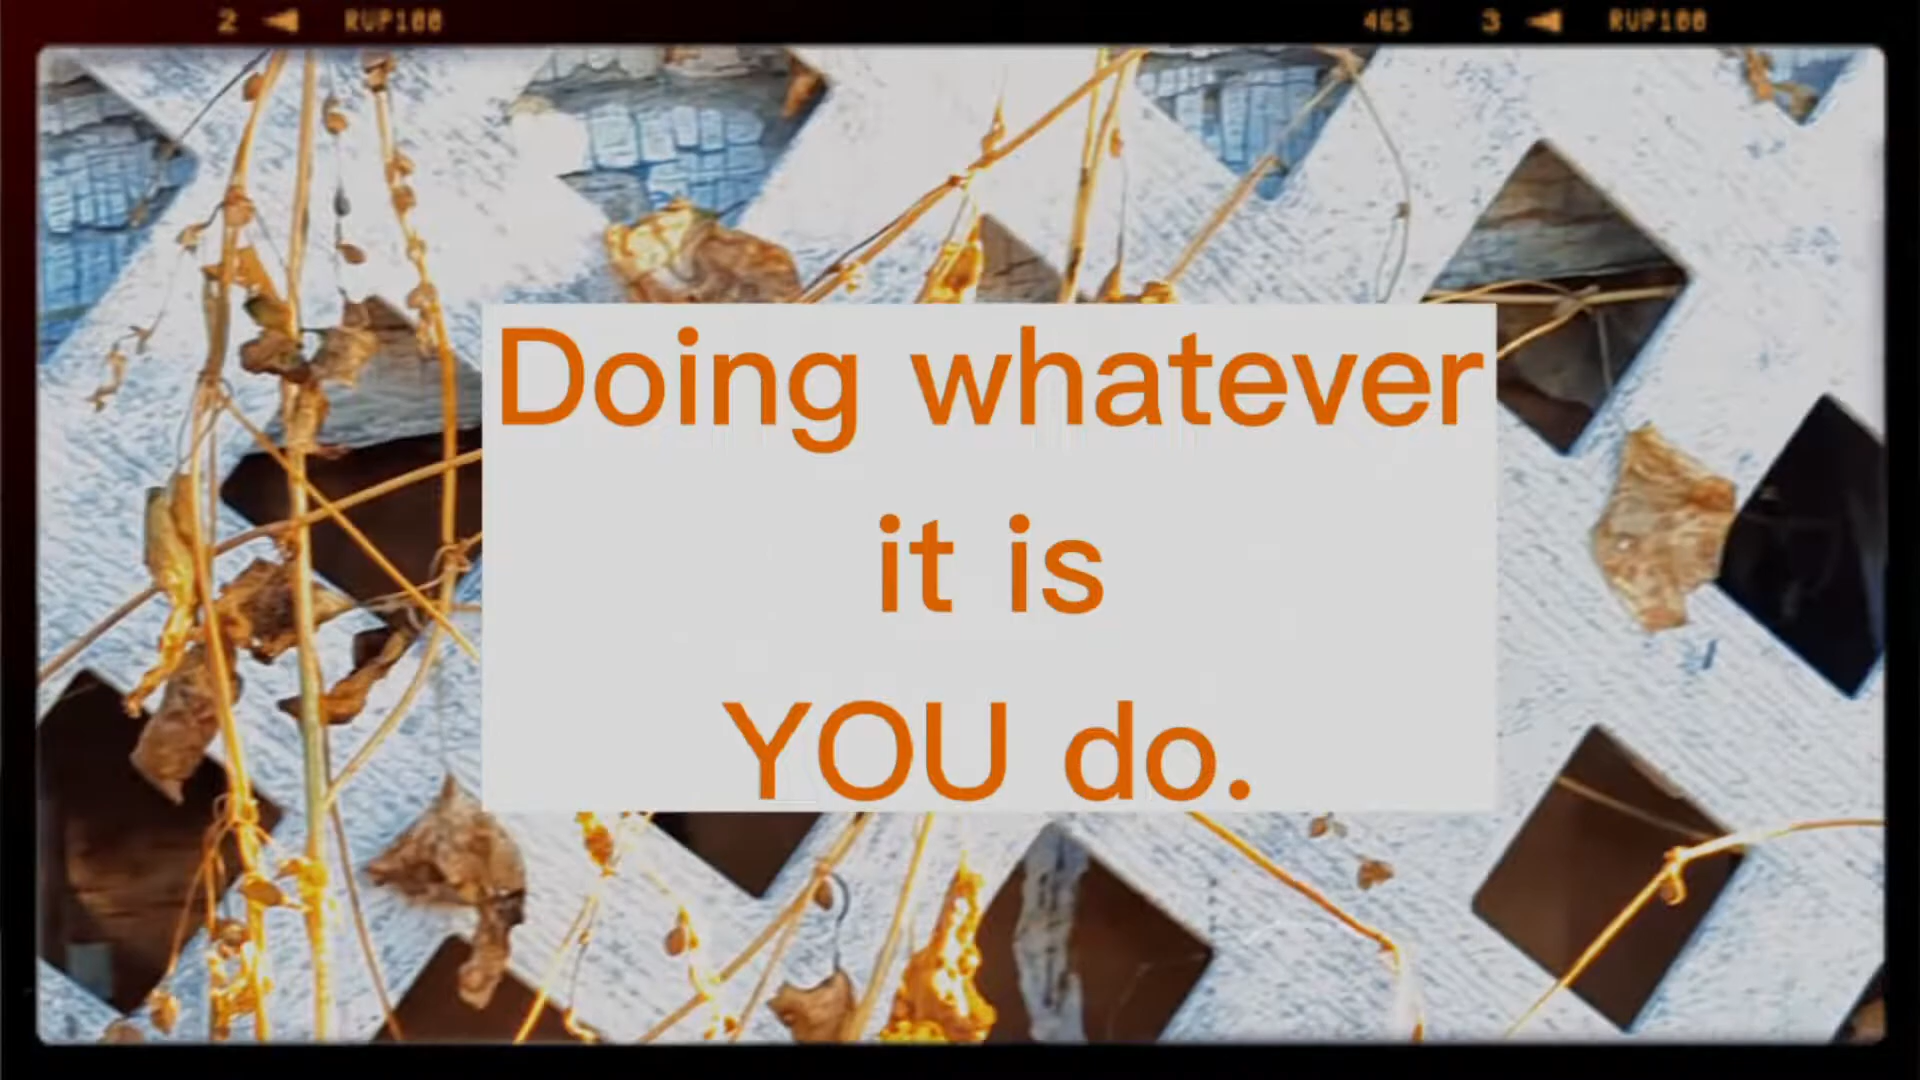 2 ◄ RVP100 465 3 ◄ RVP100
Doing whatever
it is
YOU do.